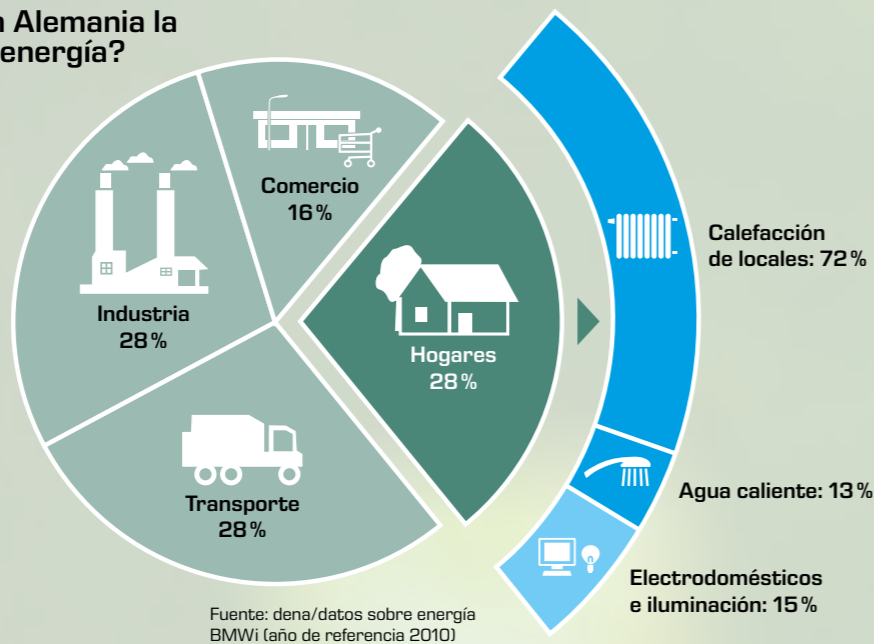 Alemania la
energía?
Comercio
16%
Industria
28%
Hogares
28%
Transporte
28%
Calefacción
de locales: 72%
Agua caliente: 13%
Electrodomésticos
e iluminación: 15%
Fuente: dena/datos sobre energía
BMWi (año de referencia 2010)